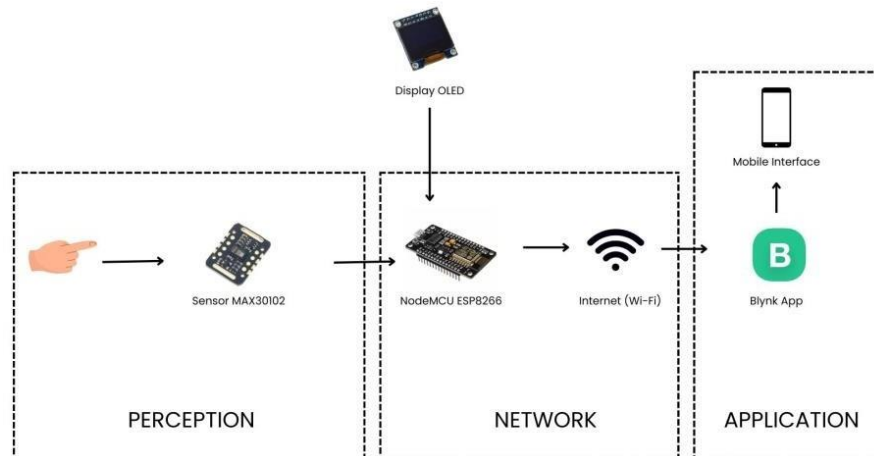 Display OLED
Mobile Interface
Sensor MAX30102
NodeMCU ESP8266
Internet (Wi-Fi)
B
Blynk App
PERCEPTION
NETWORK
APPLICATION